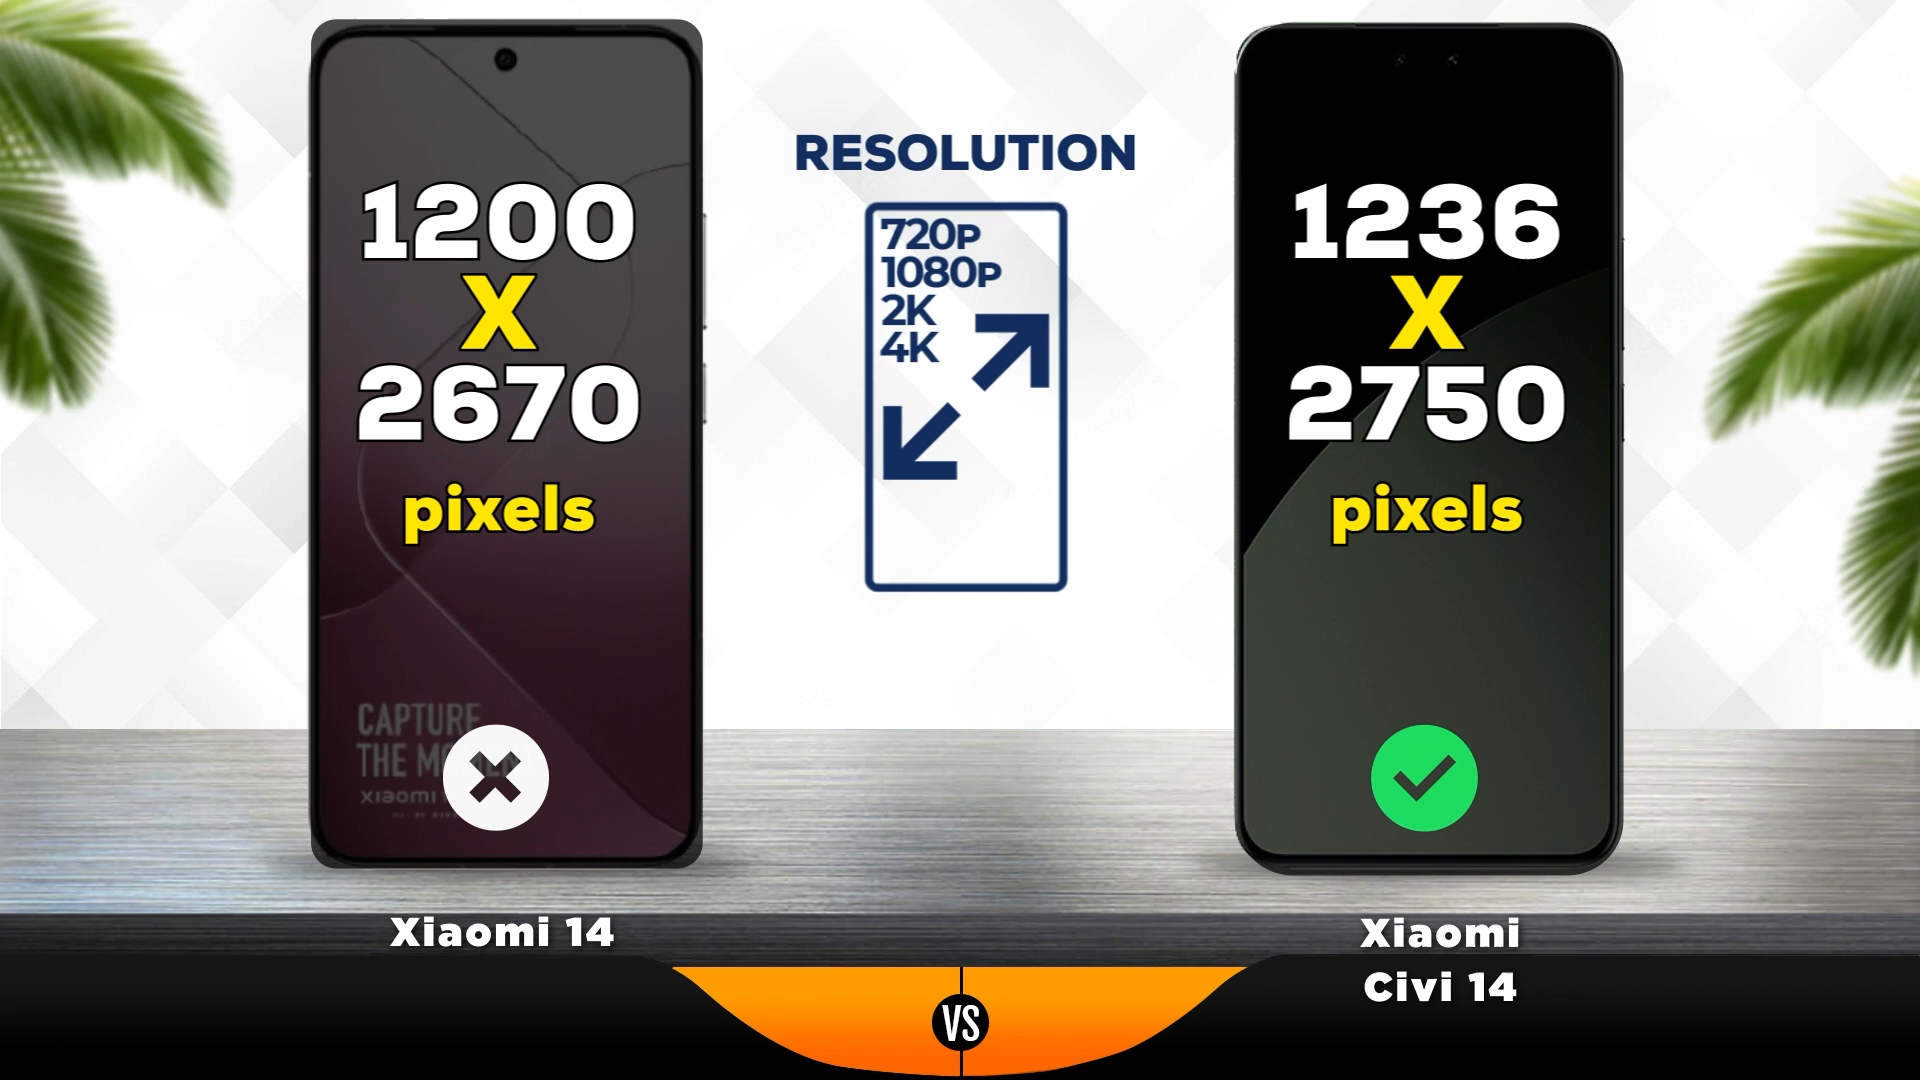 RESOLUTION
1200
X
2670
pixels
720P
1080P
2K
4K
1236
X
2750
pixels
CAPTURE
THE
xiaomi
Xiaomi 14
Xiaomi
Civi 14
VS